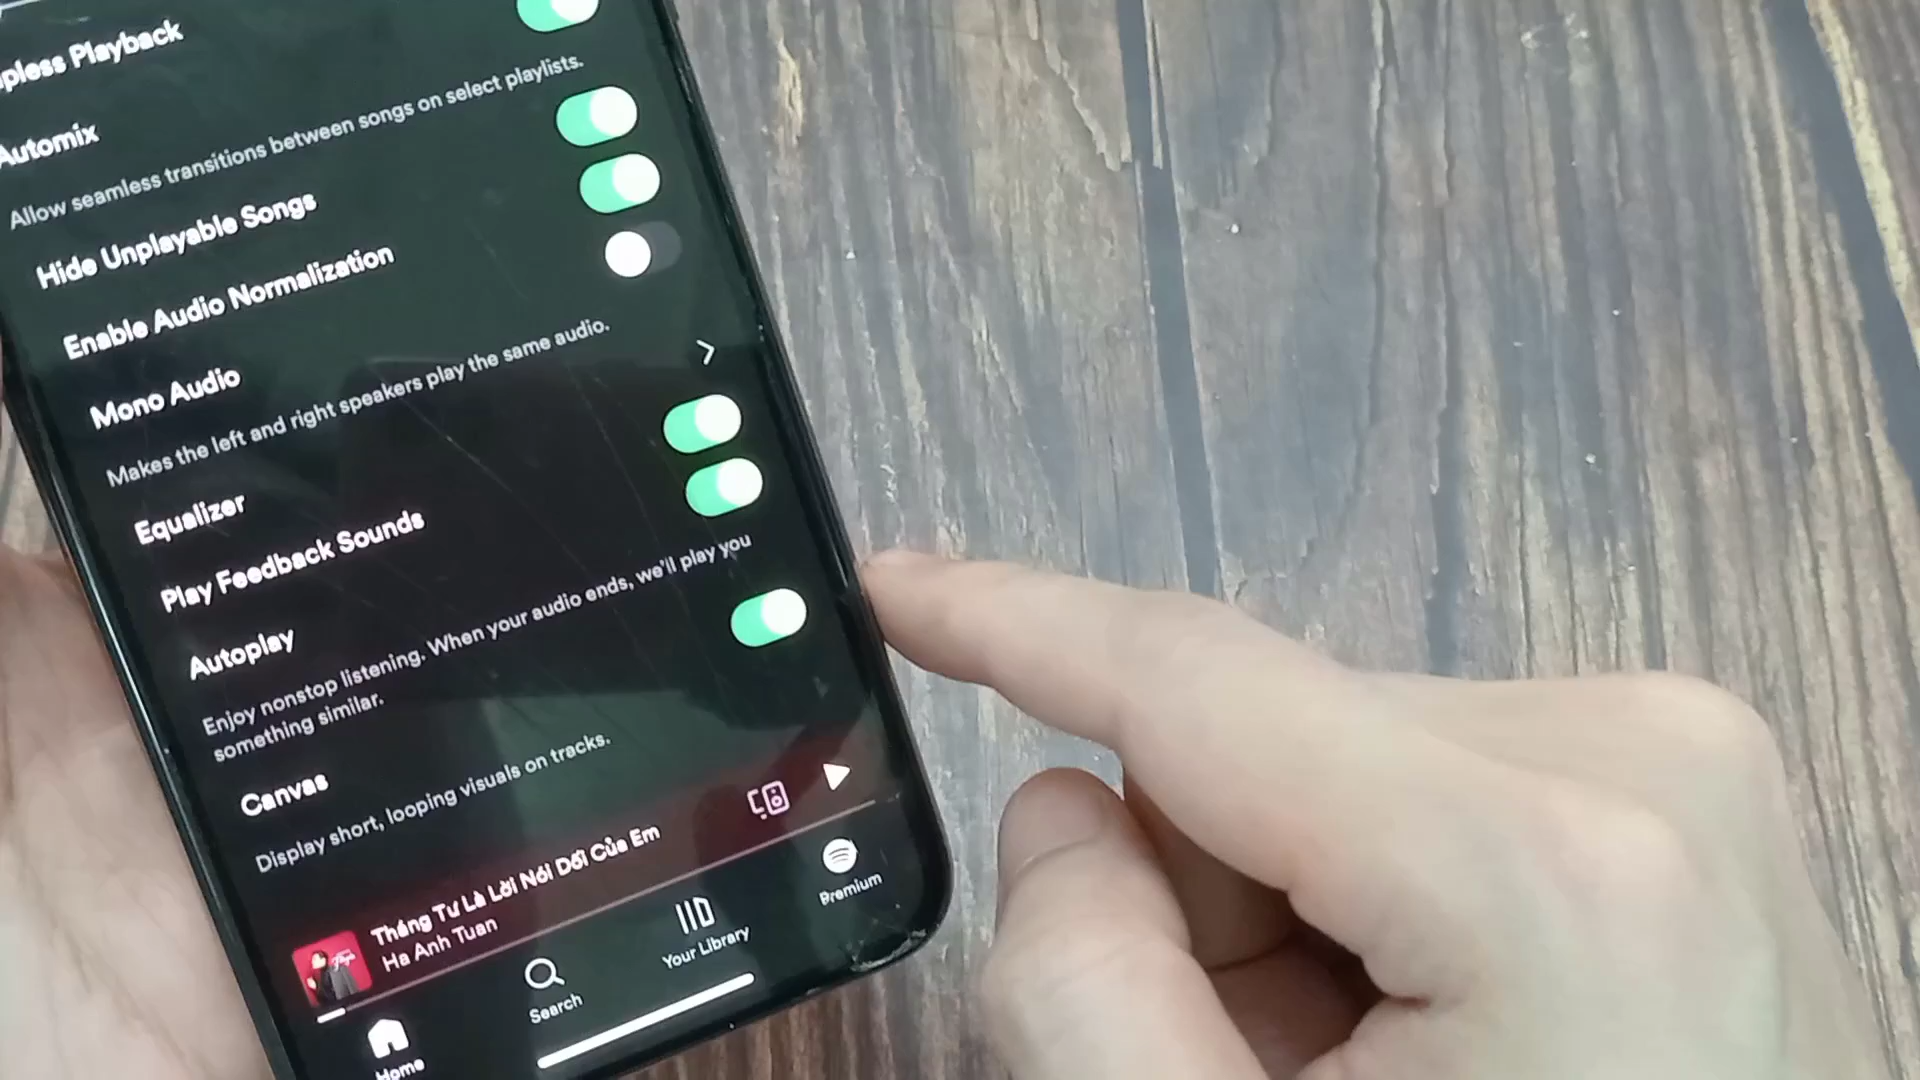 pless Playback
Automix
Allow seamless transitions between songs on select playlists.
Hide Unplayable Songs
Enable Audio Normalization
Mono Audio
Makes the left and right speakers play the same audio.
Equalizer
Play Feedback Sounds
Autoplay
Enjoy nonstop listening. When your audio ends, we'll play you
something similar.
Canvas
Display short, looping visuals on tracks.
Tháng Tư Là Lời Nói Dối Của Em
Ha Anh Tuan
Home
Search
Your Library
Premium